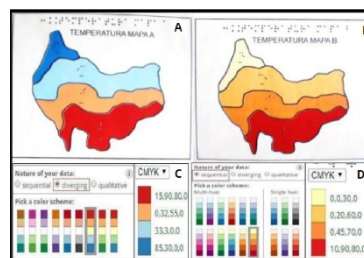 A
TEMPERATURA MAPA A
B
TEMPERATURA MAPA B
Nature of your data:
sequential diverging qualitative
Pick a color scheme:
CMYK
C
15,90,80,0
0,32,55,0
33,3,0,0
85,30,0,0
Nature of your data:
sequential diverging qualitative
Pick a color scheme:
Multi-hue: Single hue:
CMYK
D
0,0,30,0
0,20,60,0
0,45,70,0
10,90,80,0